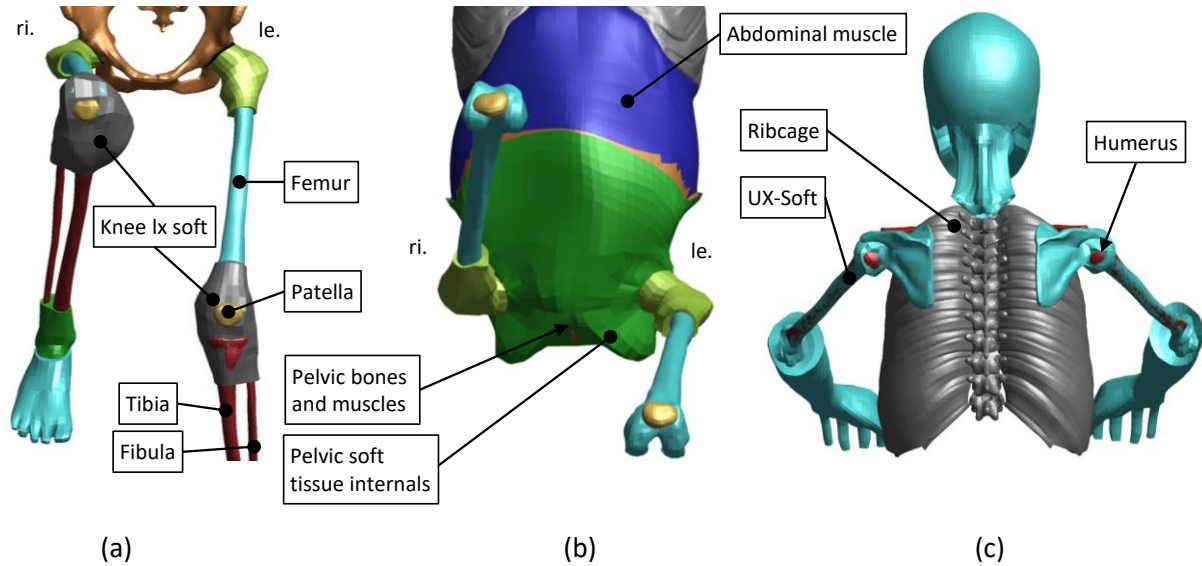 ri.
le.
Femur
Knee lx soft
Patella
Tibia
Fibula
(a)
Abdominal muscle
ri.
le.
Pelvic bones
and muscles
Pelvic soft
tissue internals
(b)
Ribcage
Humerus
UX-Soft
(c)